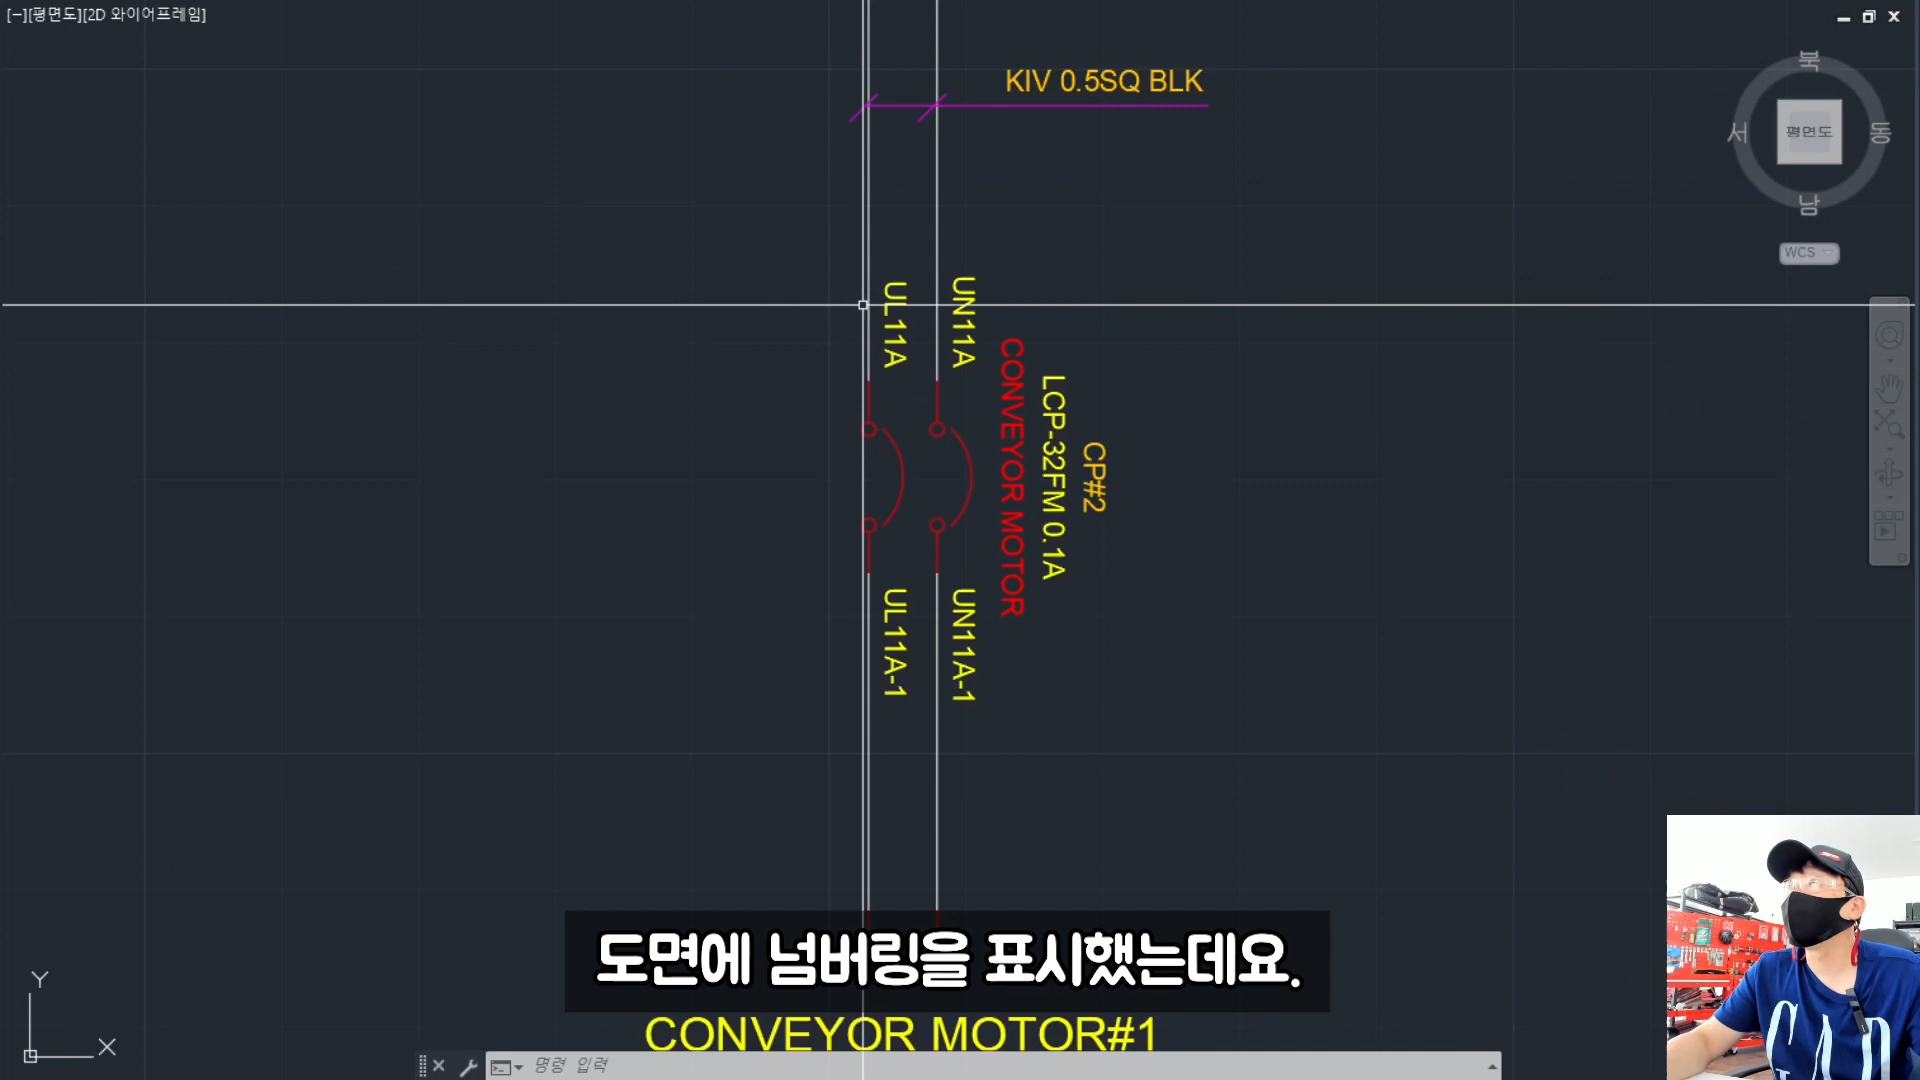 [−][평면도][2D 와이어프레임]
KIV 0.5SQ BLK
북
서
평면도
동
남
WCS
UL11A
UN11A
CONVEYOR MOTOR
LCP-32FM 0.1A
CP#2
UL11A-1
UN11A-1
도면에 넘버링을 표시했는데요.
CONVEYOR MOTOR#1
Y
X
명령 입력